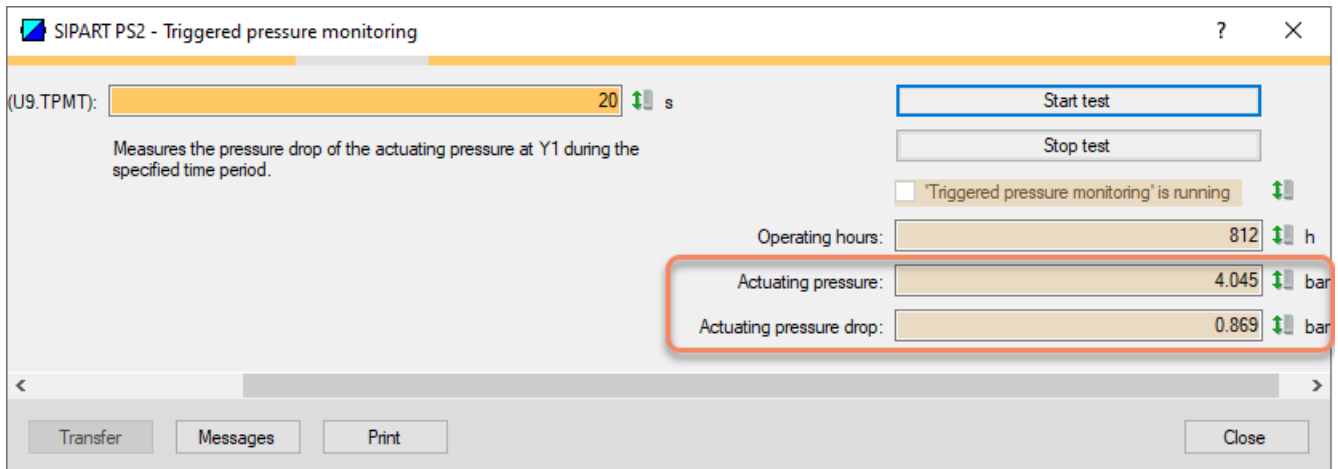 SIPART PS2 - Triggered pressure monitoring ?
(U9.TPMT): 20 s Start test
Measures the pressure drop of the actuating pressure at Y1 during the
specified time period.
Stop test
'Triggered pressure monitoring' is running
Operating hours: 812 h
Actuating pressure: 4.045 bar
Actuating pressure drop: 0.869 bar
Transfer Messages Print Close